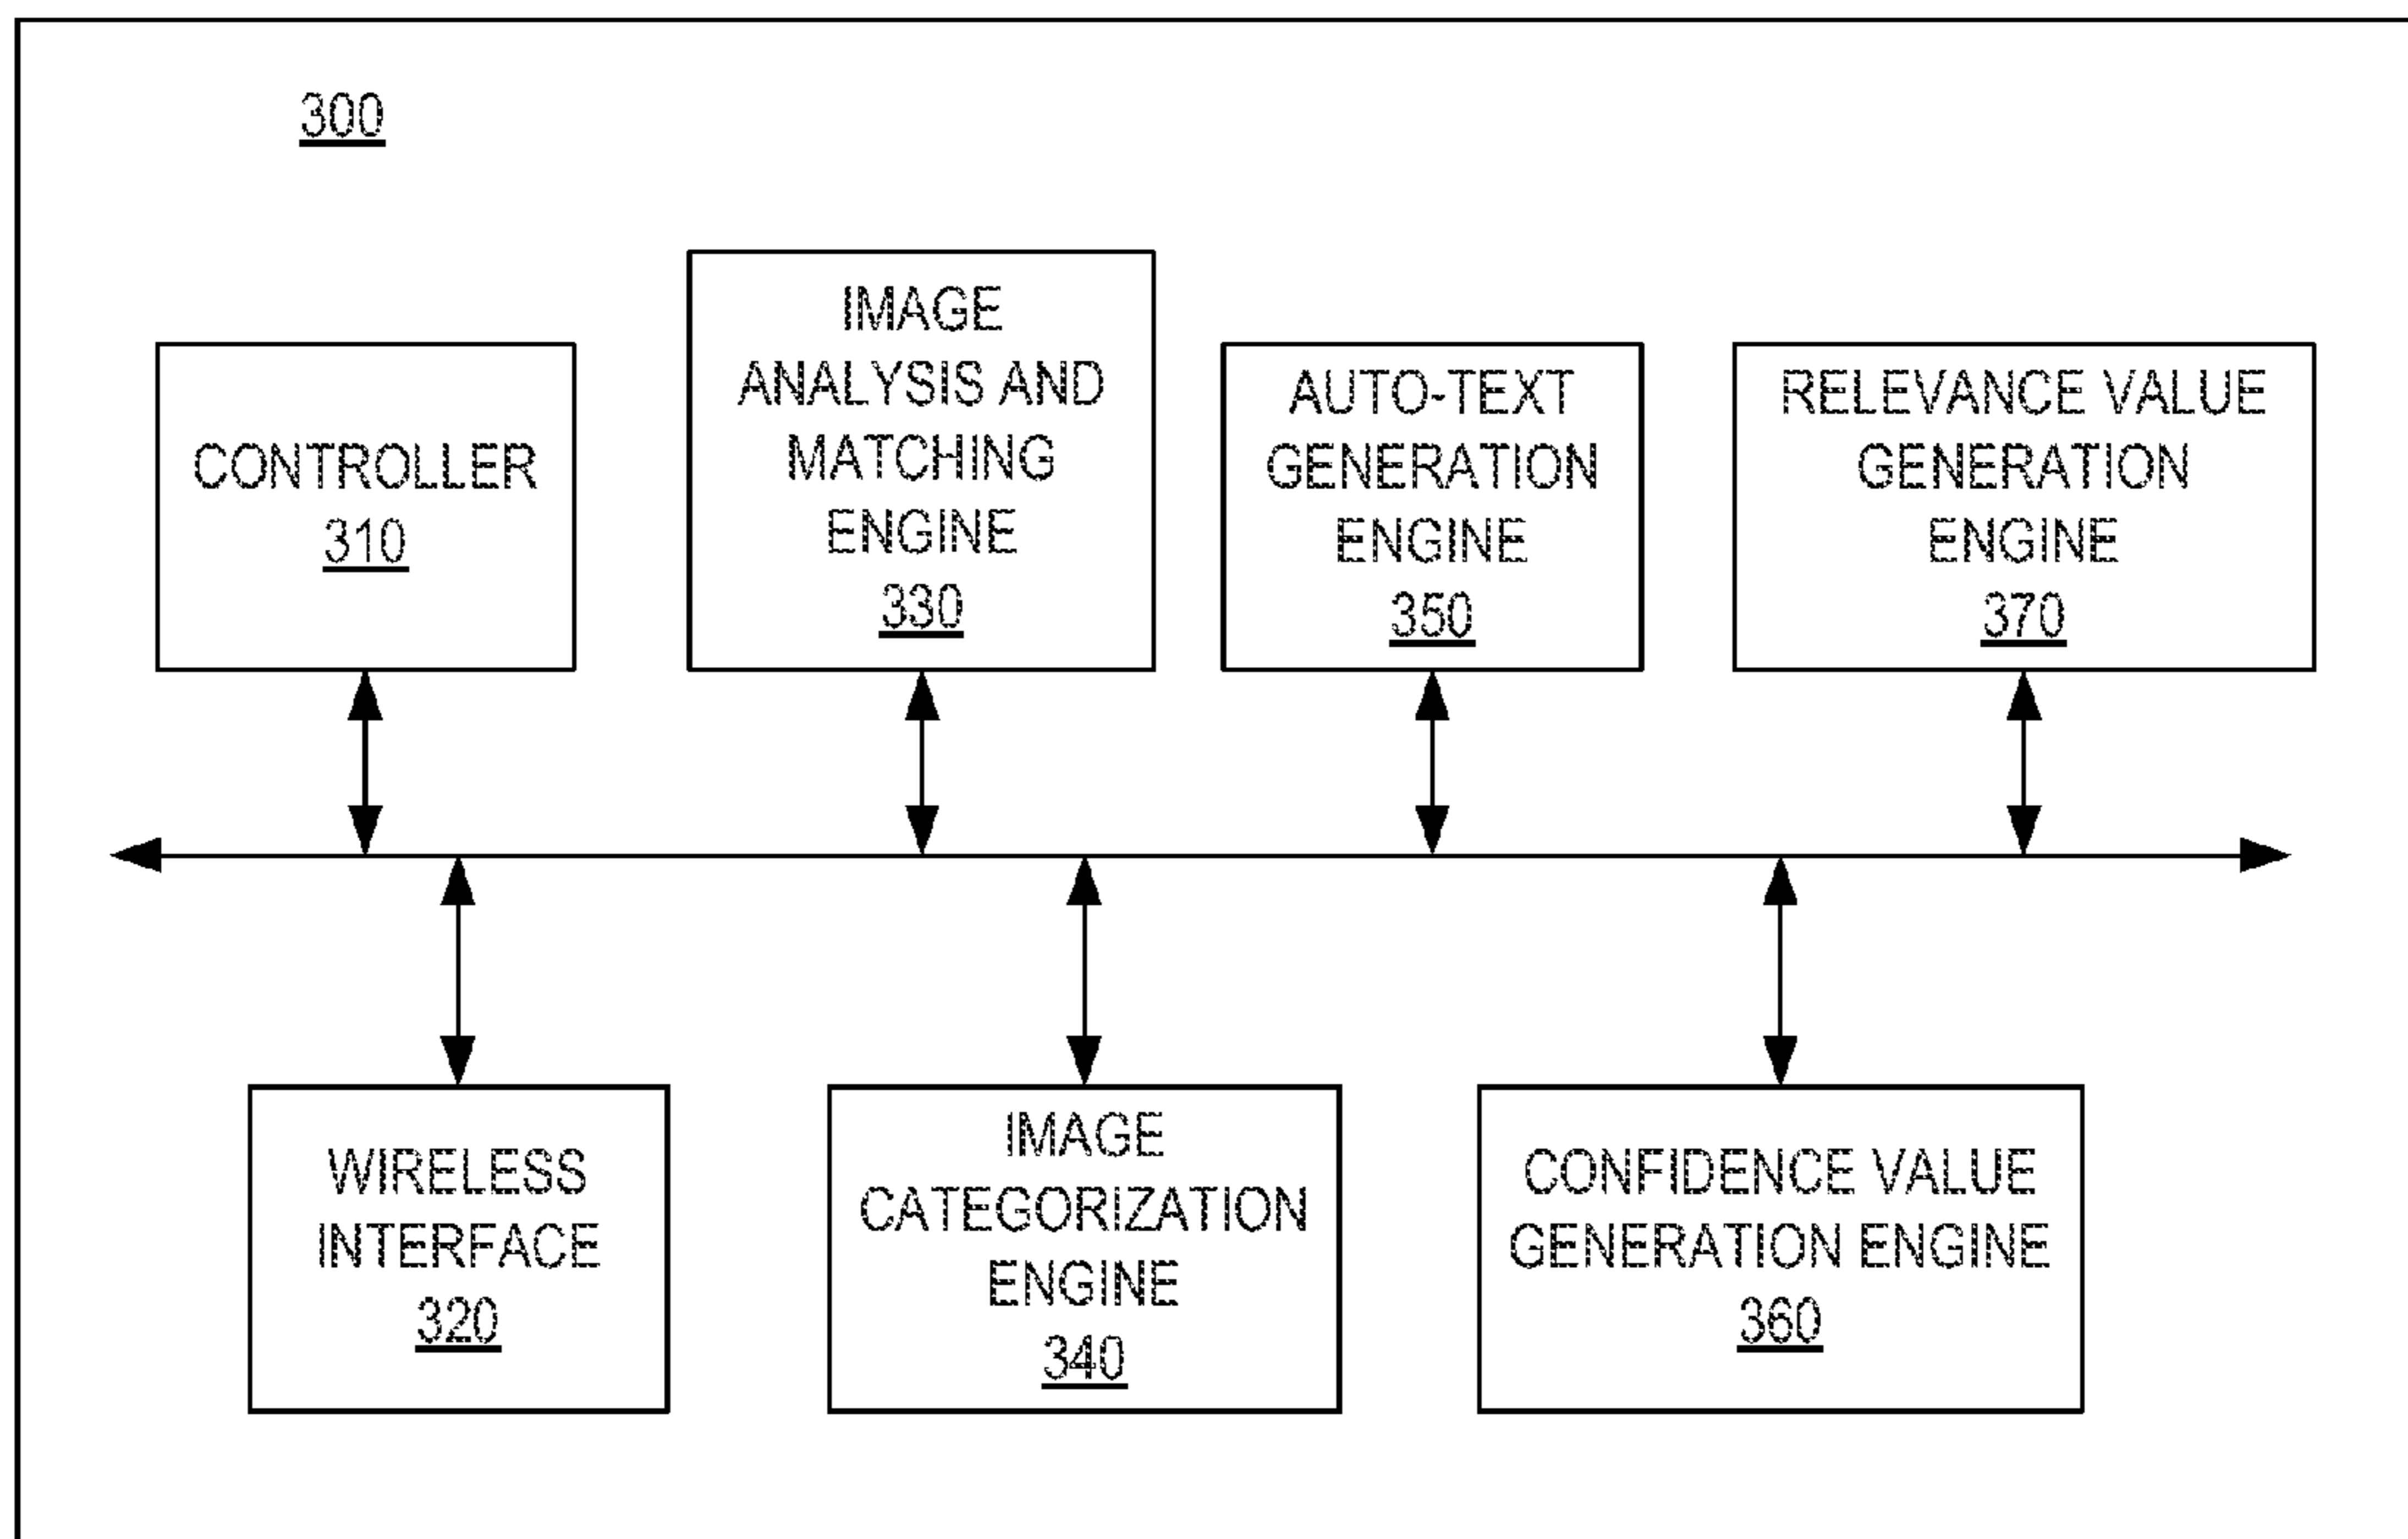 300
CONTROLLER
310
IMAGE
ANALYSIS AND
MATCHING
ENGINE
330
AUTO-TEXT
GENERATION
ENGINE
350
RELEVANCE VALUE
GENERATION
ENGINE
370
WIRELESS
INTERFACE
320
IMAGE
CATEGORIZATION
ENGINE
340
CONFIDENCE VALUE
GENERATION ENGINE
360